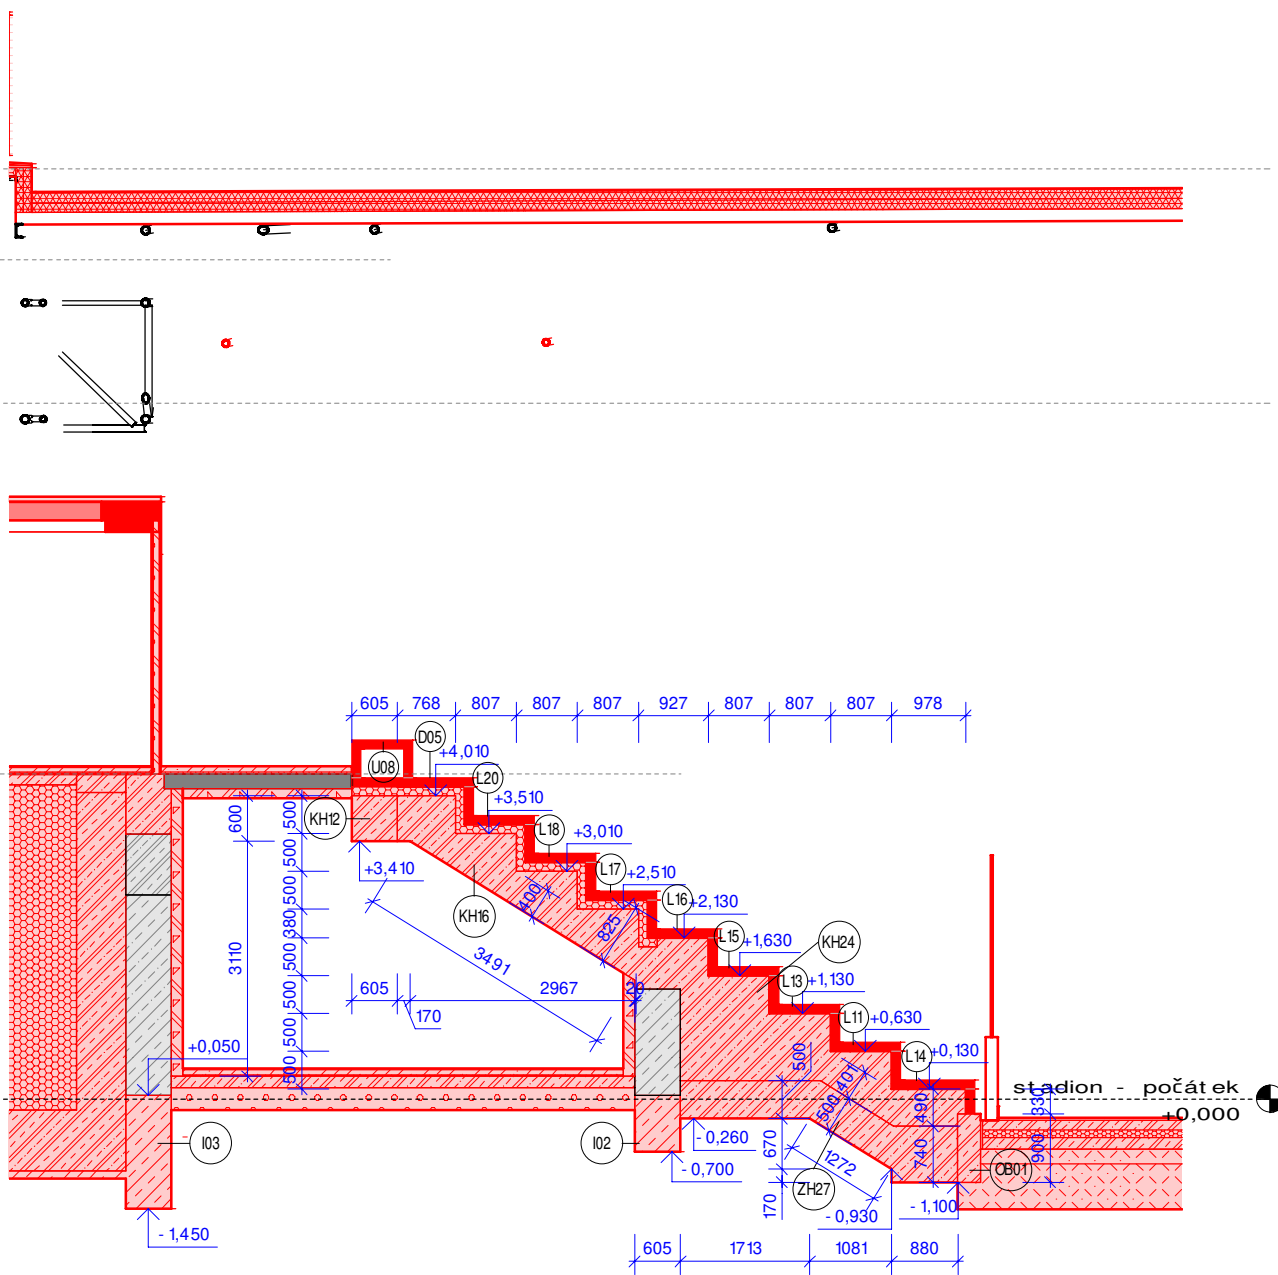 605 768 807 807 807 927 807 807 807 978
D05
+4,010
U08
L20
+3,510
KH12
600
500
L18
+3,010
500
+3,410
L17
+2,510
500
400
L16
+2,130
KH16
380
825
L15
+1,630
KH24
3110
500
3491
L13
+1,130
605
2967
20
500
170
L11
+0,630
+0,050
500
500
L14
+0,130
500
401
stadion - počátek
+0,000
500
490
330
I03
I02
- 0,260
670
740
900
- 0,700
1272
OB01
ZH27
170
- 0,930
- 1,100
- 1,450
605 1713 1081 880